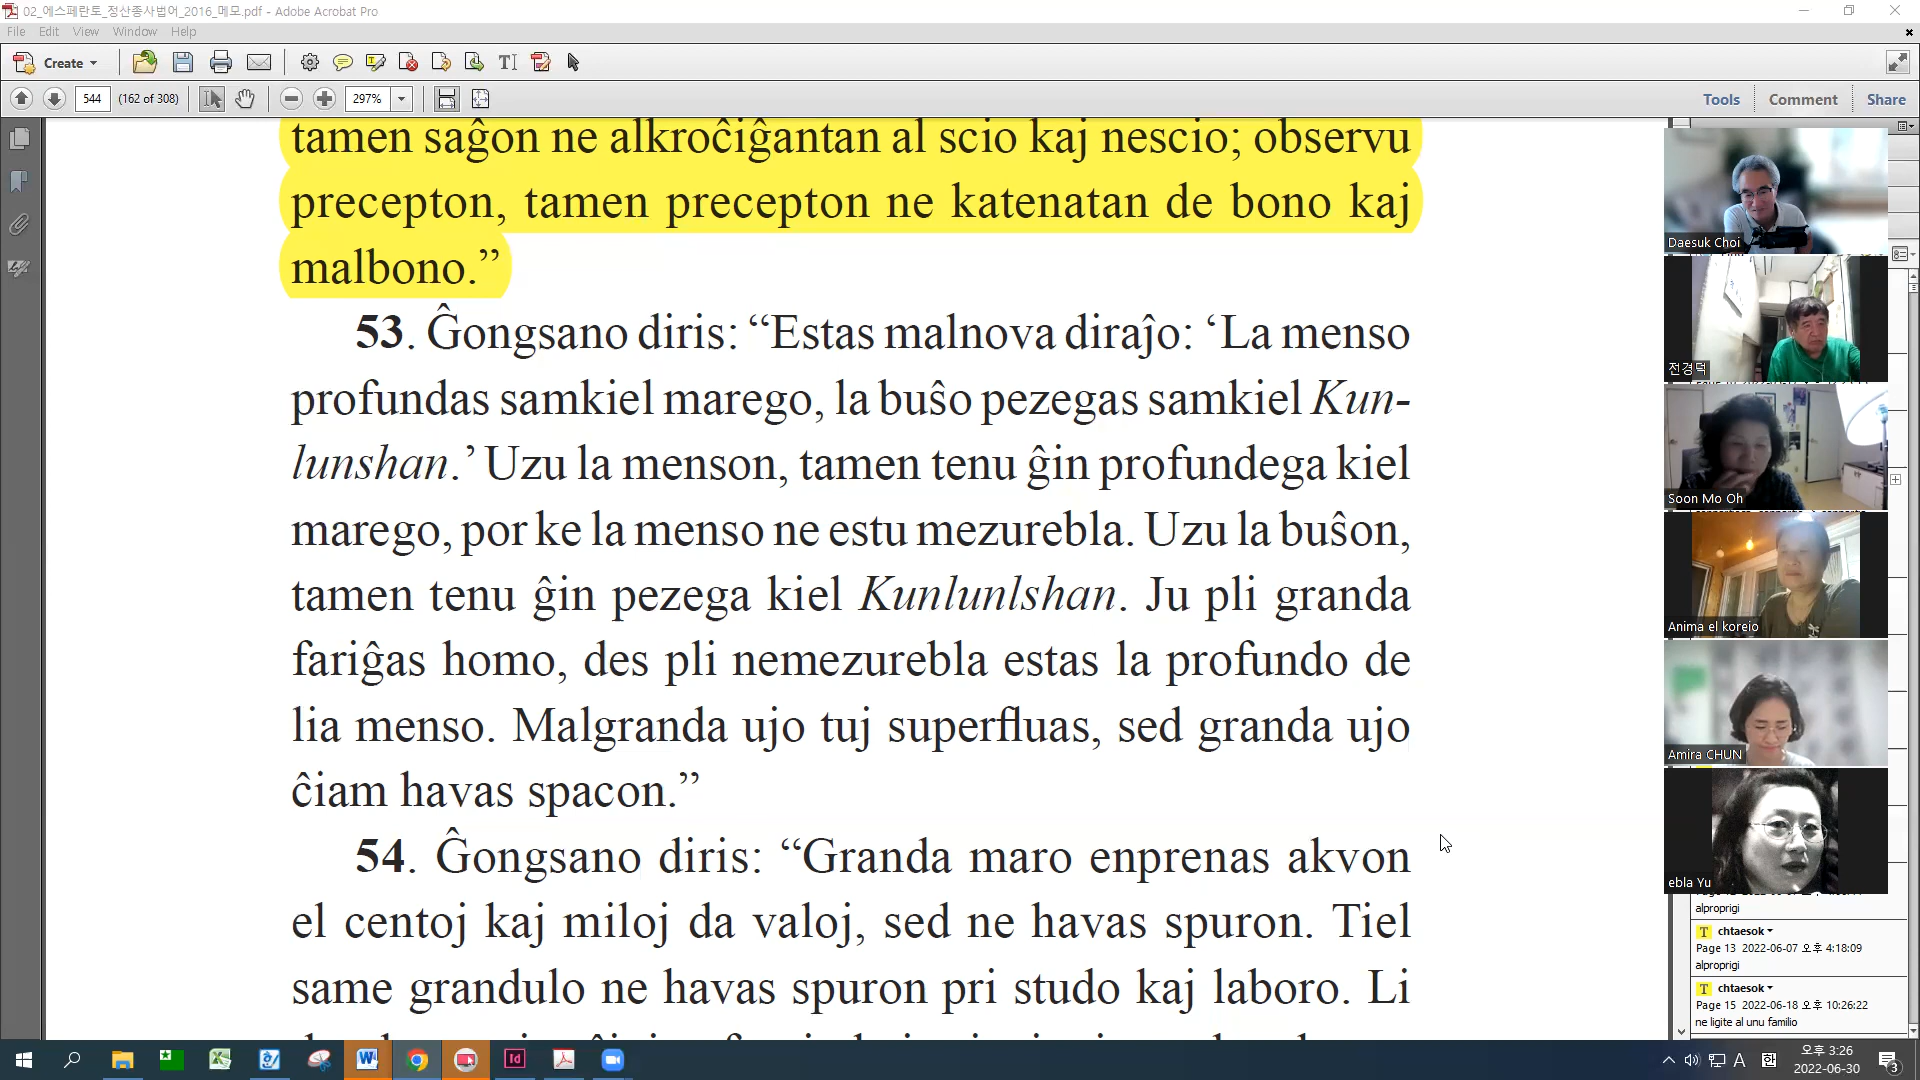 02_에스페란토_정산종사법어_2016_메모.pdf - Adobe Acrobat Pro
File Edit View Window Help
Create
544 (162 of 308) 297% Tools Comment Share
tamen saĝon ne alkroĉiĝantan al scio kaj nescio; observu
precepton, tamen precepton ne katenatan de bono kaj
malbono.”
53. Ĝongsano diris: “Estas malnova diraĵo: ‘La menso
profundas samkiel marego, la buŝo pezegas samkiel Kun-
lunshan.’ Uzu la menson, tamen tenu ĝin profundega kiel
marego, por ke la menso ne estu mezurebla. Uzu la buŝon,
tamen tenu ĝin pezega kiel Kunlunlshan. Ju pli granda
fariĝas homo, des pli nemezurebla estas la profundo de
lia menso. Malgranda ujo tuj superfluas, sed granda ujo
ĉiam havas spacon.”
54. Ĝongsano diris: “Granda maro enprenas akvon
el centoj kaj miloj da valoj, sed ne havas spuron. Tiel
same grandulo ne havas spuron pri studo kaj laboro. Li
Daesuk Choi
전경덕
Soon Mo Oh
Anima el koreio
Amira CHUN
ebla Yu
alproprigi
T chtaesok
Page 13 2022-06-07 오후 4:18:09
alproprigi
T chtaesok
Page 15 2022-06-18 오후 10:26:22
ne ligite al unu familio
A 한 오후 3:26
2022-06-30
3